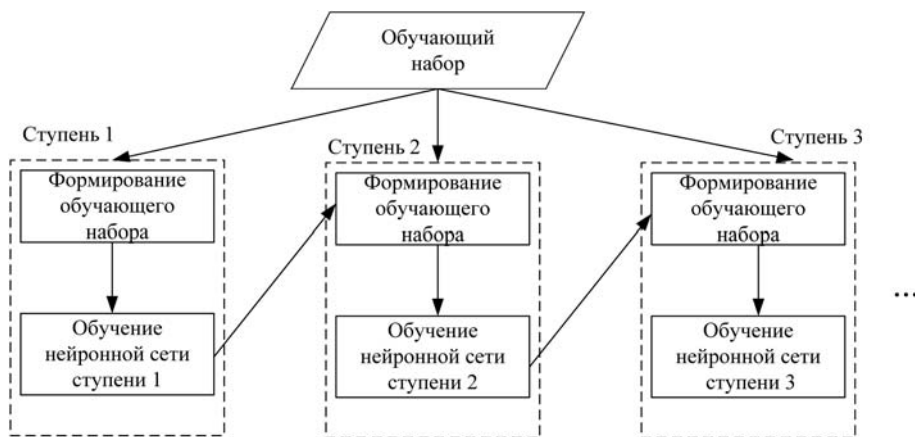 Обучающий
набор
Ступень 1
Формирование
обучающего
набора
Обучение
нейронной сети
ступени 1
Ступень 2
Формирование
обучающего
набора
Обучение
нейронной сети
ступени 2
Ступень 3
Формирование
обучающего
набора
Обучение
нейронной сети
ступени 3
...